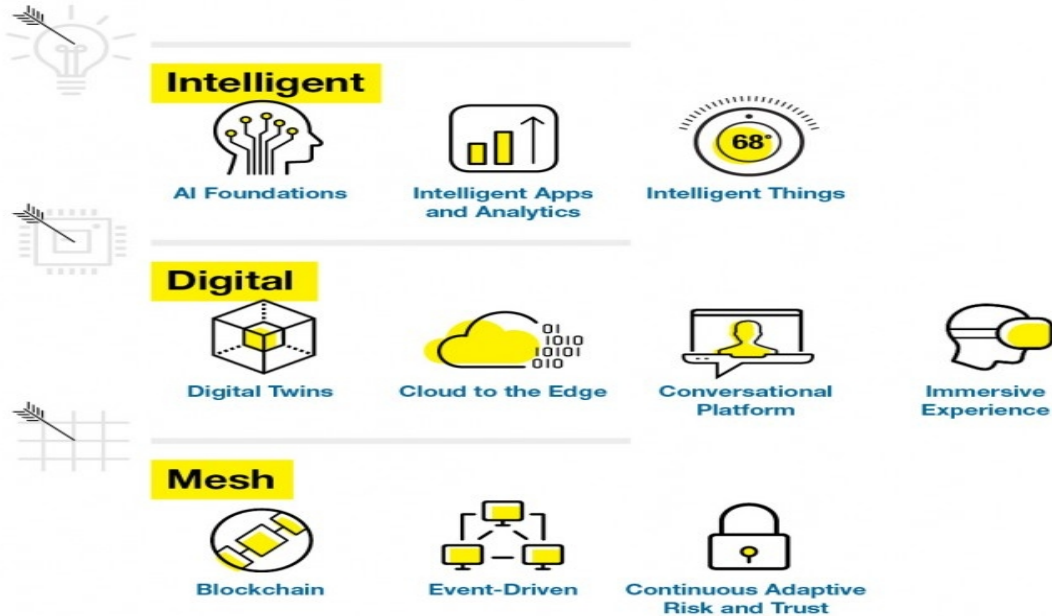 Intelligent
68°
AI Foundations
Intelligent Apps
and Analytics
Intelligent Things
Digital
01
1010
10101
010
Digital Twins
Cloud to the Edge
Conversational
Platform
Immersive
Experience
Mesh
Blockchain
Event-Driven
Continuous Adaptive
Risk and Trust